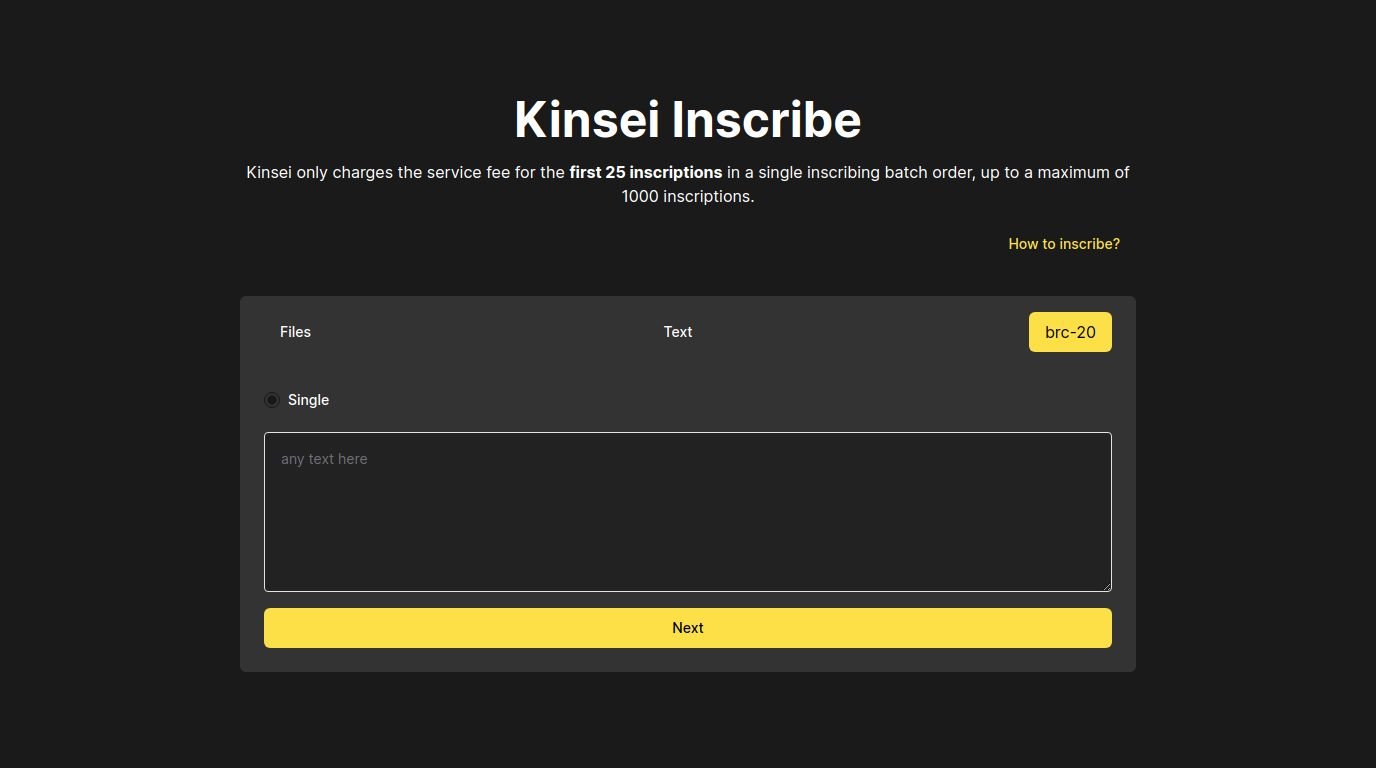 Kinsei Inscribe
Kinsei only charges the service fee for the first 25 inscriptions in a single inscribing batch order, up to a maximum of
1000 inscriptions.
How to inscribe?
Files Text brc-20
Single
any text here
Next